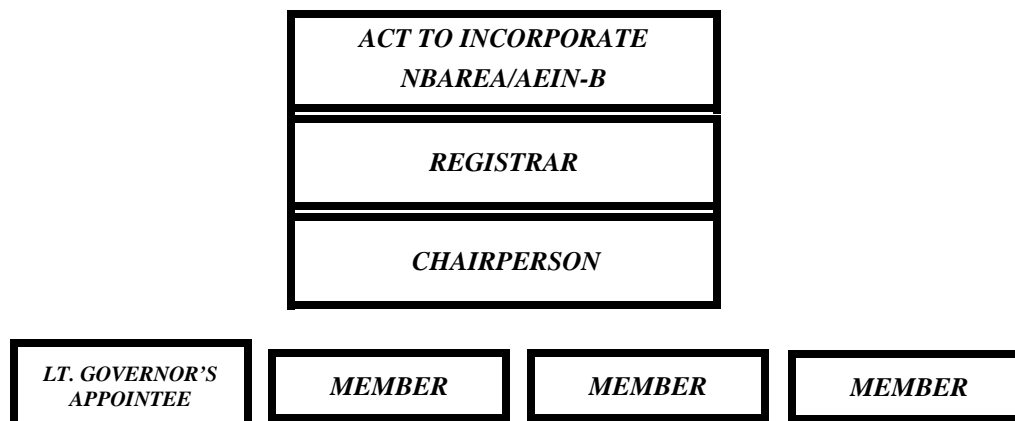 ACT TO INCORPORATE
NBAREA/AEIN-B
REGISTRAR
CHAIRPERSON
LT. GOVERNOR’S
APPOINTEE
MEMBER
MEMBER
MEMBER